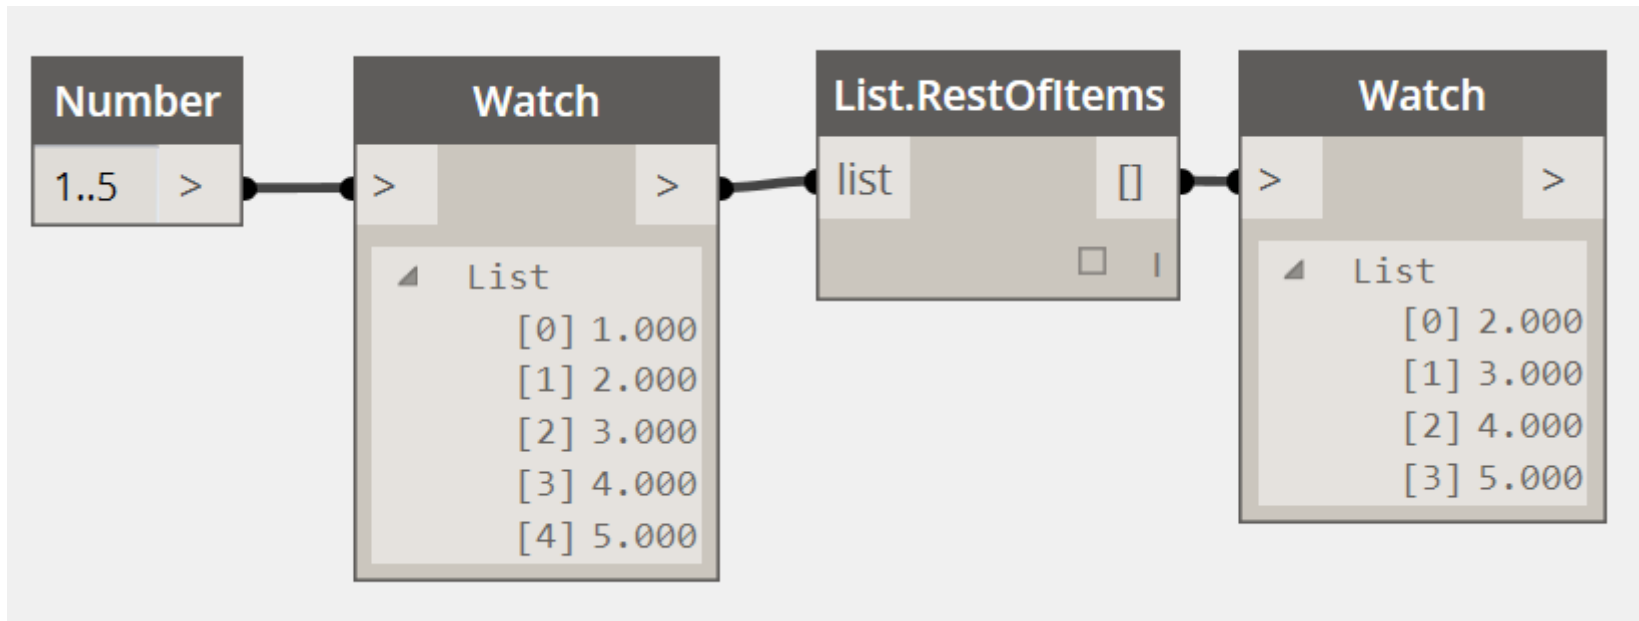 Number
1..5 >
Watch
> >
List
[0] 1.000
[1] 2.000
[2] 3.000
[3] 4.000
[4] 5.000
List.RestOfItems
list []
I
Watch
> >
List
[0] 2.000
[1] 3.000
[2] 4.000
[3] 5.000